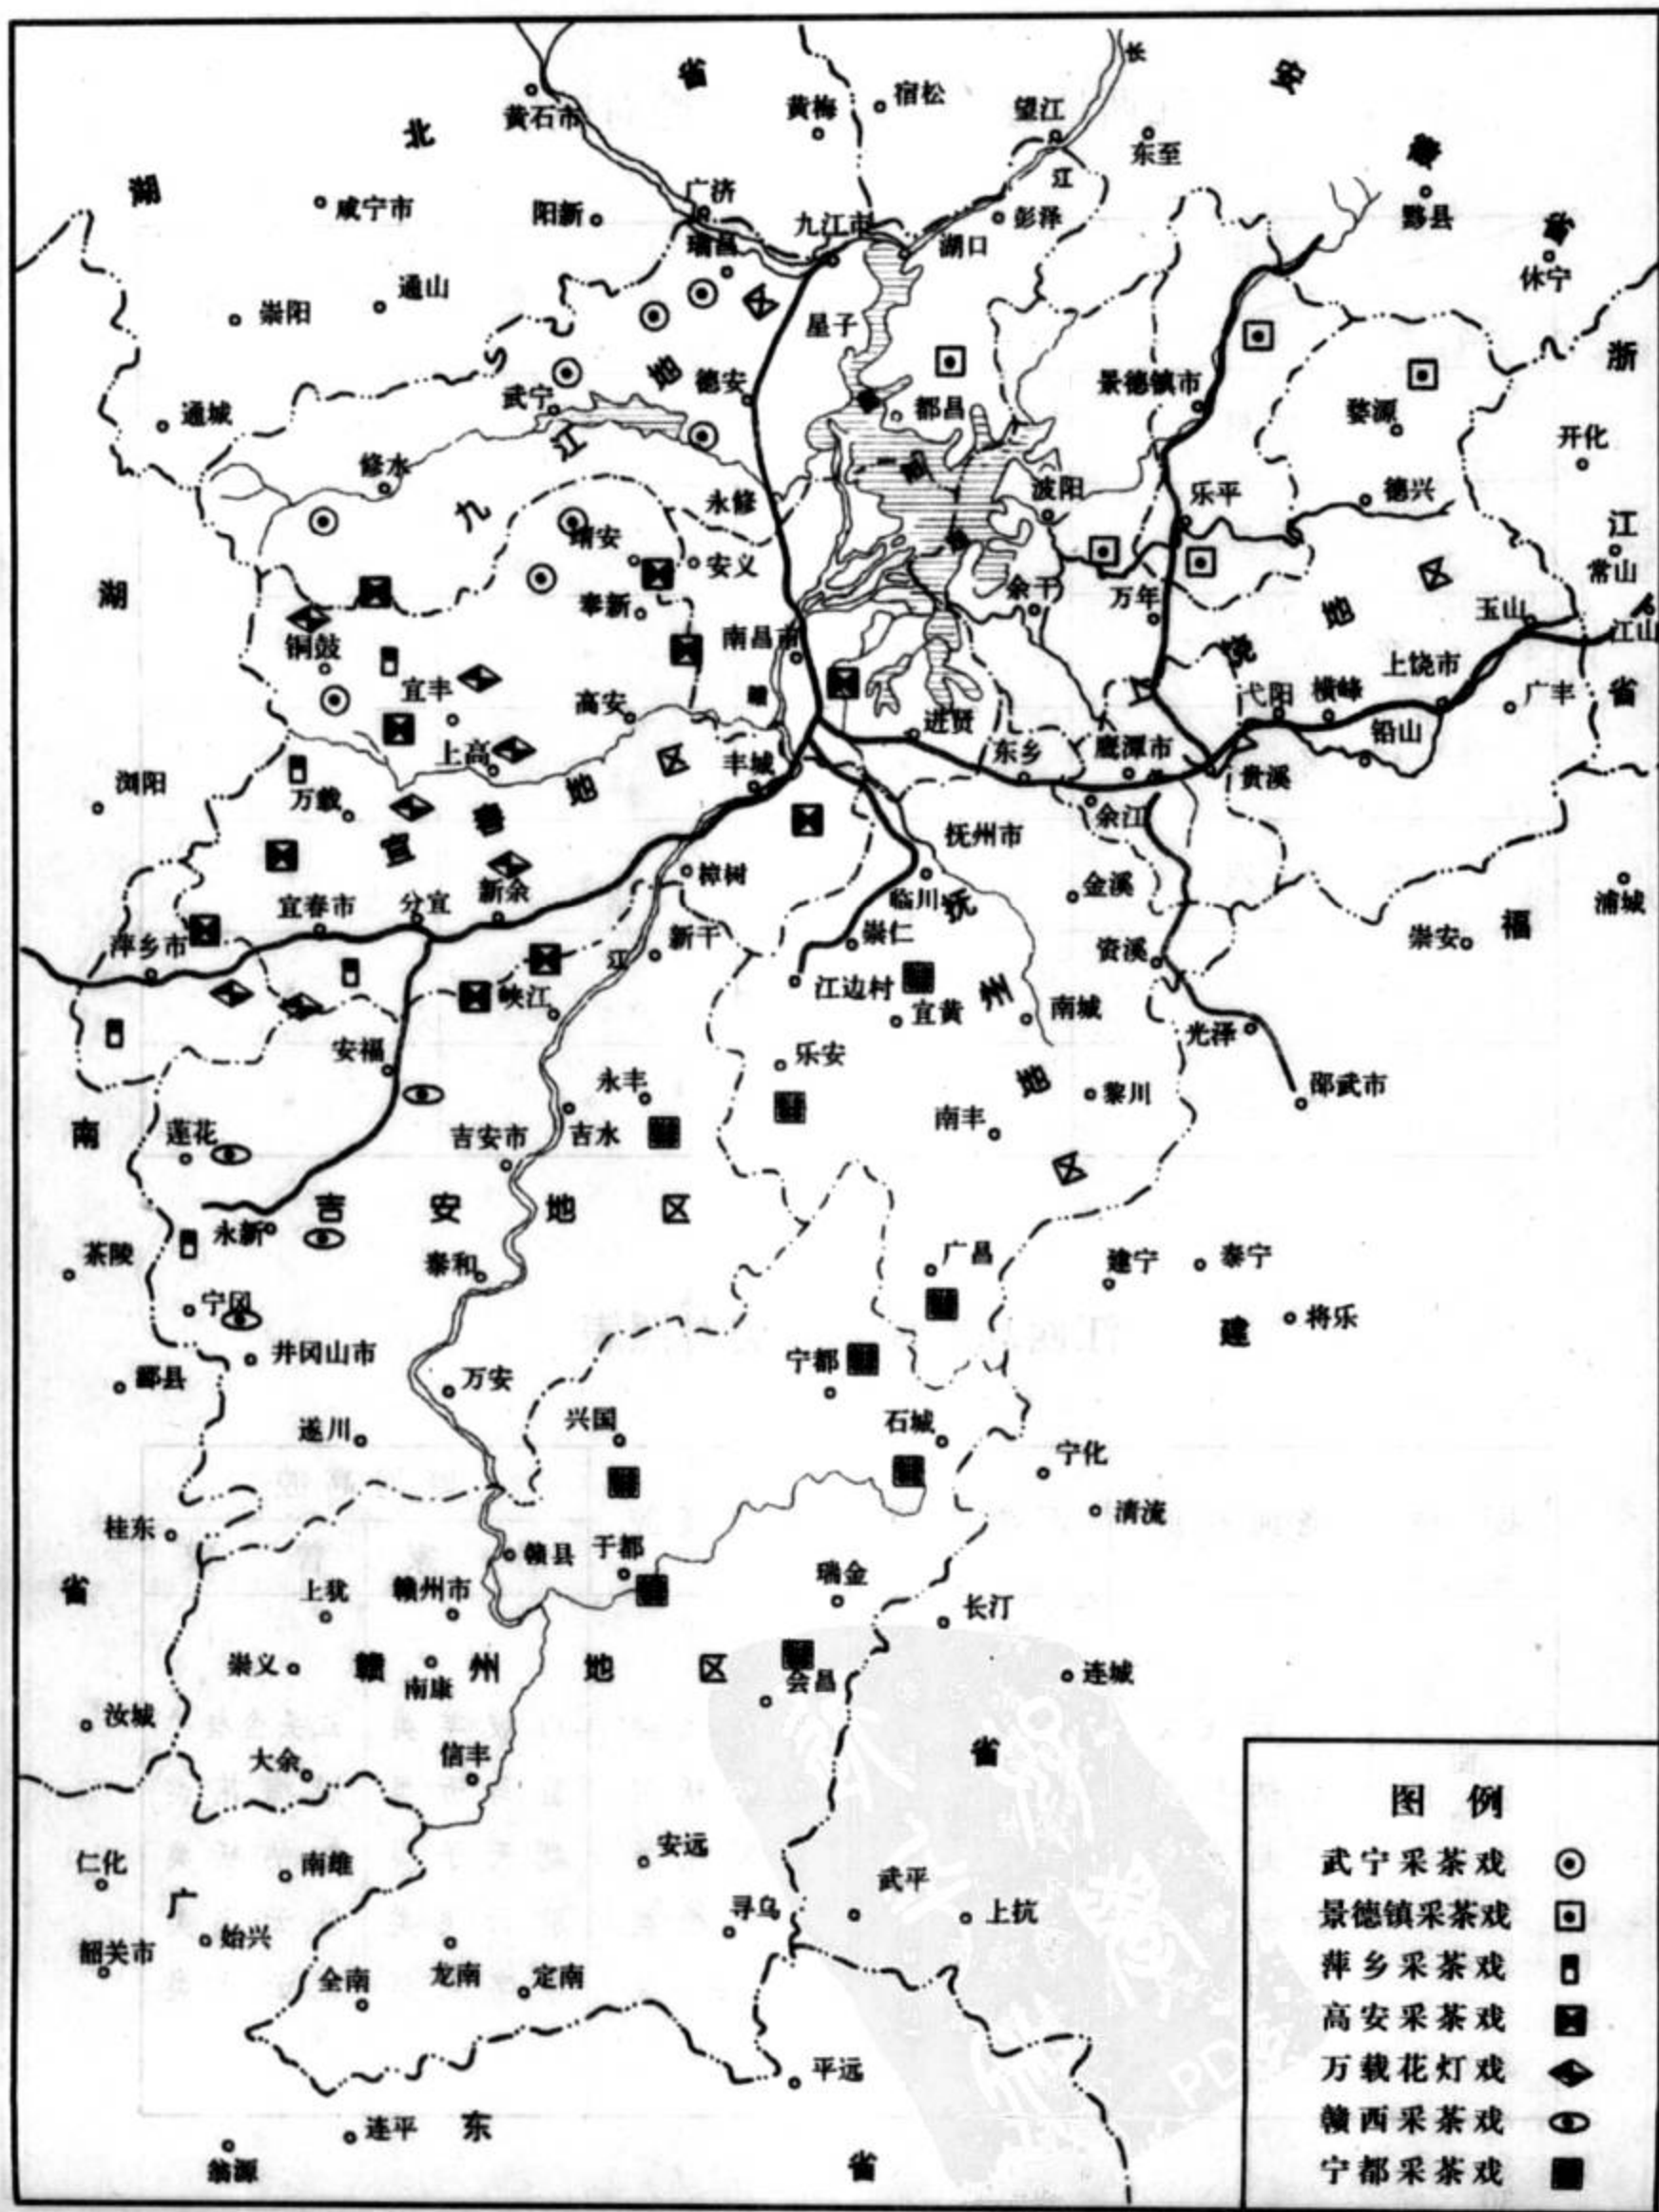 长
省
安
黄石市
黄梅
宿松
望江
东至
北
徽
湖
江
咸宁市
阳新
广济
九江市
彭泽
黟县
瑞昌
湖口
休宁
通山
崇阳
星子
浙
地
德安
景德镇市
武宁
都昌
婺源
通城
江
开化
修水
波阳
乐平
德兴
九
永修
江
靖安
安义
常山
湖
余干
万年
奉新
地
玉山
江山
铜鼓
南昌市
饶
上饶市
宜丰
高安
弋阳
横峰
广丰
省
赣
进贤
铅山
上高
区
东乡
鹰潭市
浏阳
丰城
贵溪
万载
地
余江
春
抚州市
宜
樟树
金溪
宜春市
分宜
新余
临川
抚
浦城
萍乡市
新干
崇仁
崇安
福
江
资溪
峡江
江边村
宜黄
州
南城
安福
光泽
乐安
永丰
地
黎川
邵武市
南
莲花
吉安市
吉水
南丰
区
吉
安
地
区
永新
茶陵
泰和
广昌
建宁
泰宁
宁冈
将乐
建
井冈山市
宁都
酃县
万安
遂川
兴国
石城
宁化
清流
桂东
赣县
于都
省
上犹
赣州市
瑞金
长汀
崇义
赣
州
地
区
南康
会昌
连城
汝城
大余
信丰
省
仁化
南雄
安远
广
武平
寻乌
上抗
韶关市
始兴
全南
龙南
定南
平远
连平
东
翁源
省
图 例
武宁采茶戏
景德镇采茶戏
萍乡采茶戏
高安采茶戏
万载花灯戏
赣西采茶戏
宁都采茶戏